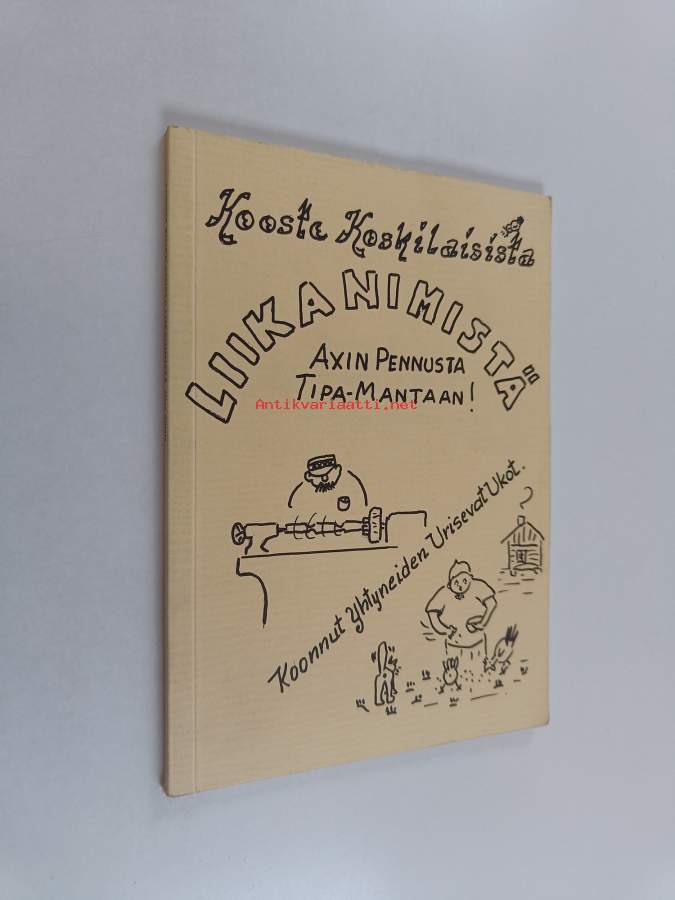 Kooste Koskilaisista
LIIKANIMISTÄ
AXIN PENNUSTA
TIPA-MANTAAN!
Antikvariaatti.net
Koonnut Yhtyneiden Urisevat Ukot.